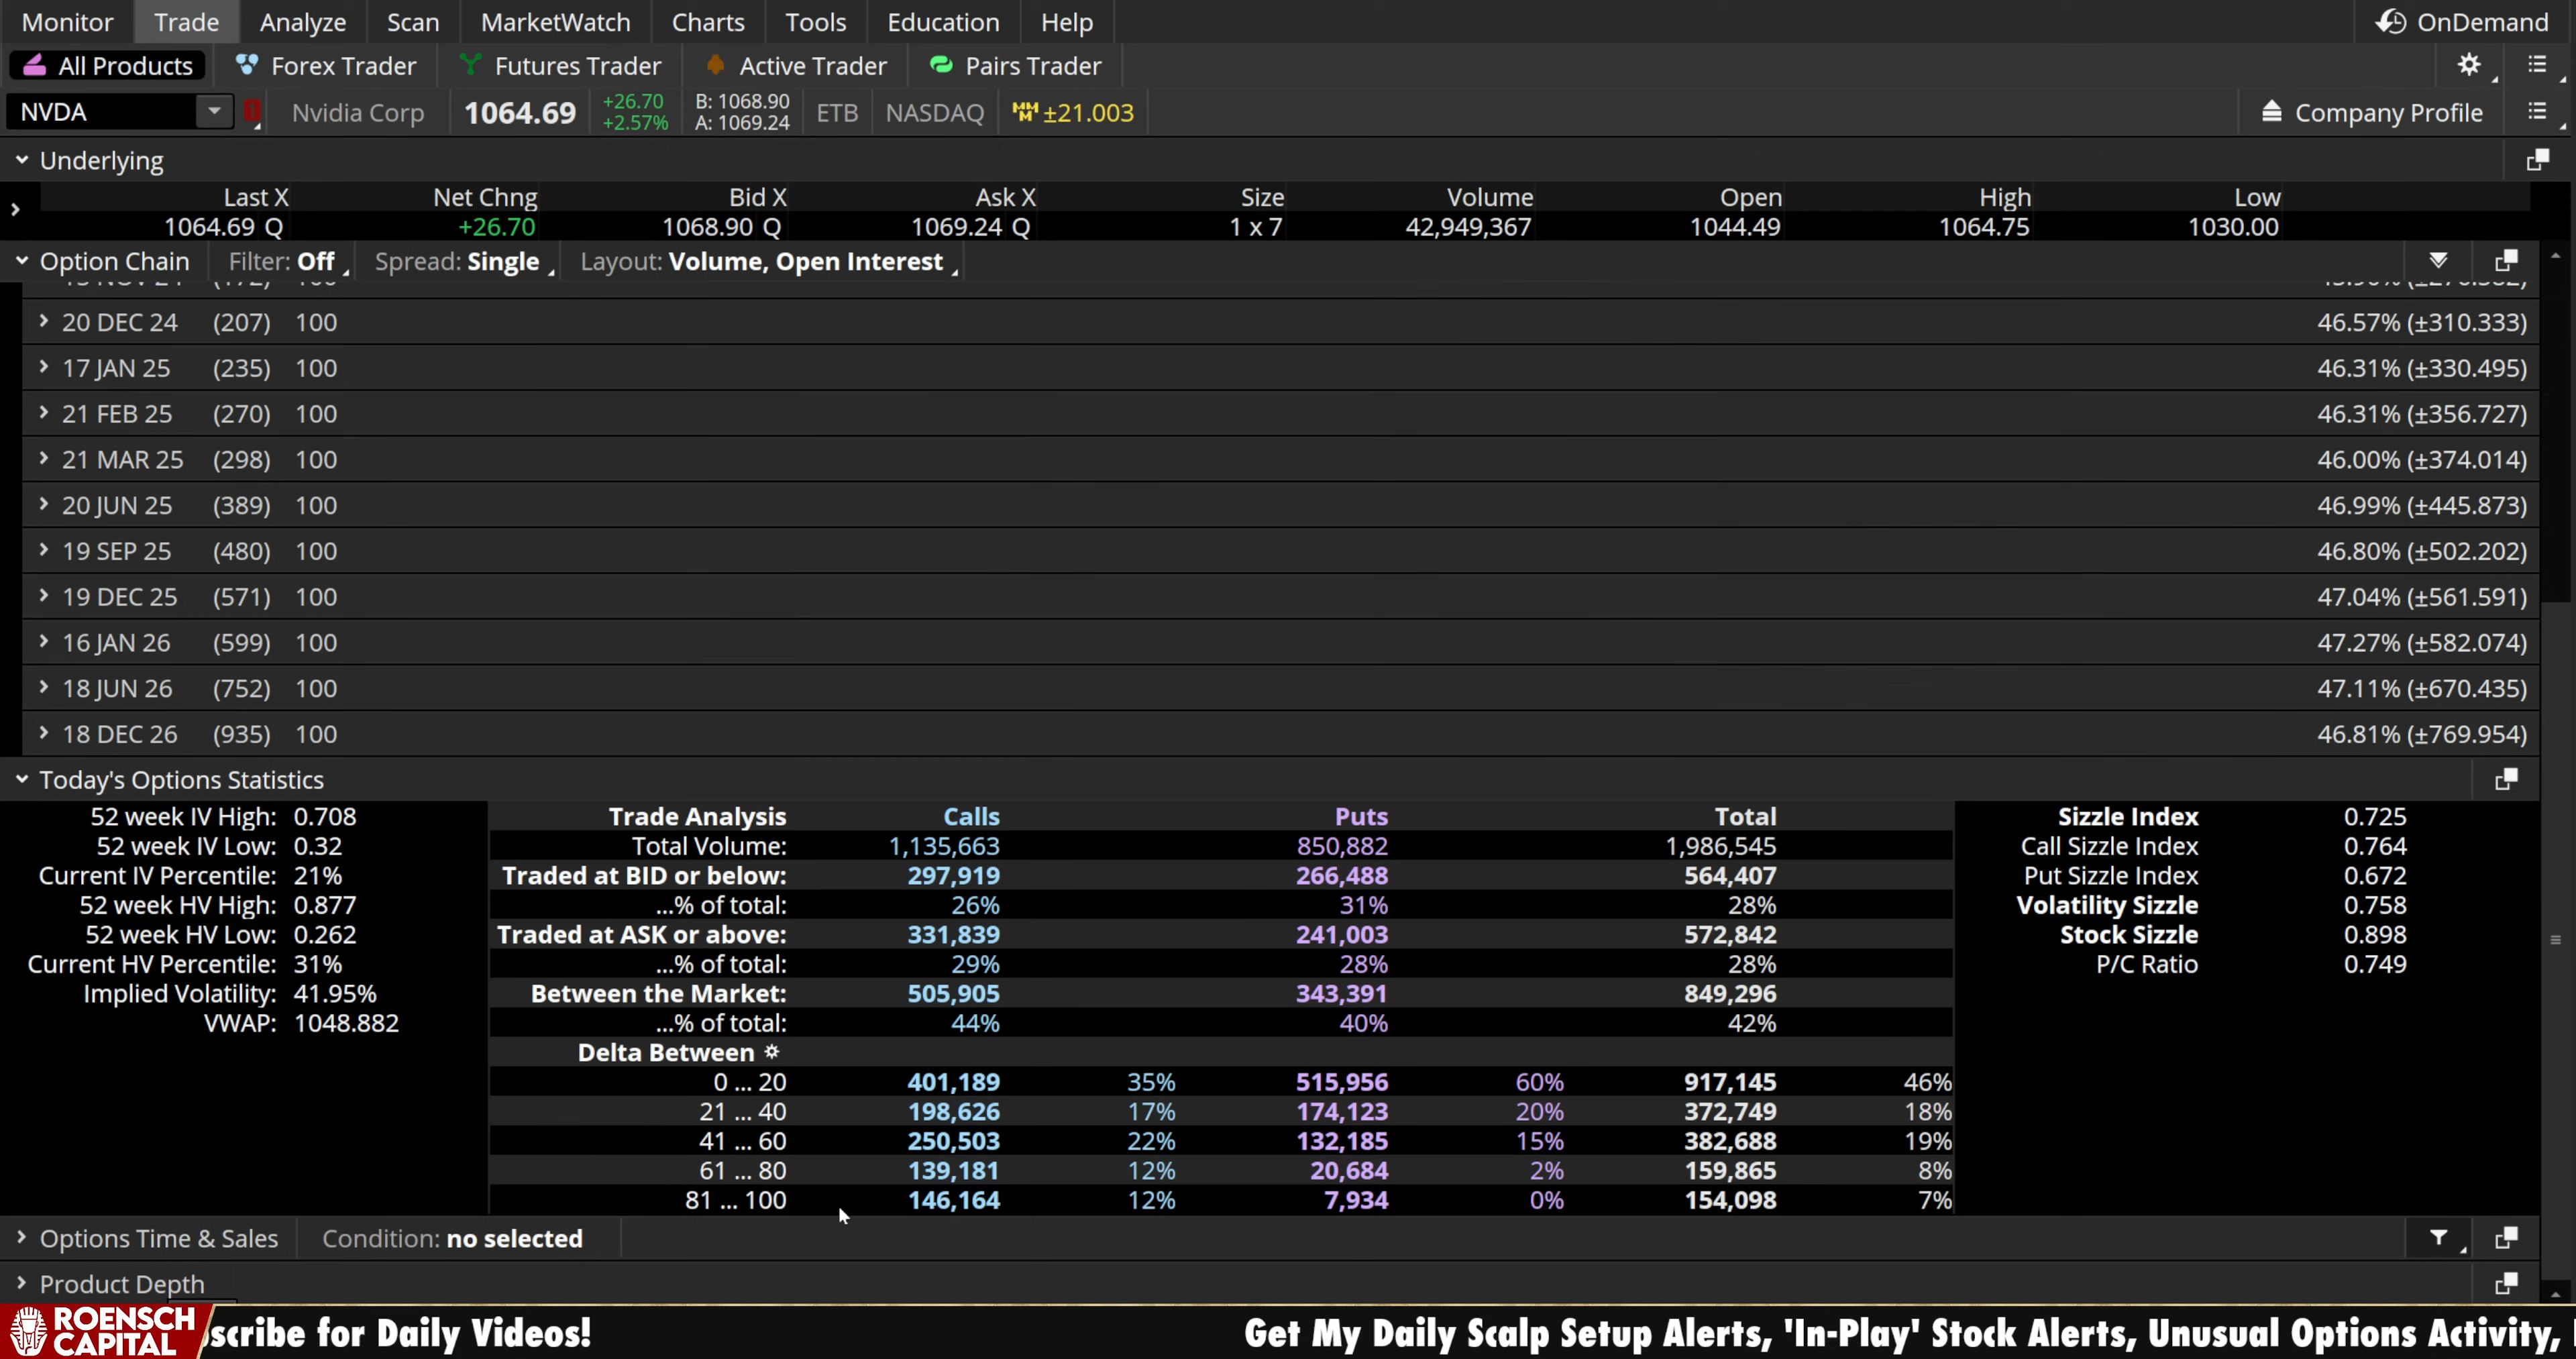 Monitor Trade Analyze Scan MarketWatch Charts Tools Education Help OnDemand
All Products Forex Trader Futures Trader Active Trader Pairs Trader
NVDA Nvidia Corp 1064.69 +26.70 +2.57% B: 1068.90 A: 1069.24 ETB NASDAQ ±21.003 Company Profile
Underlying
Last X Net Chng Bid X Ask X Size Volume Open High Low
1064.69 Q +26.70 1068.90 Q 1069.24 Q 1 x 7 42,949,367 1044.49 1064.75 1030.00
Option Chain Filter: Off Spread: Single Layout: Volume, Open Interest
20 DEC 24 (207) 100 46.57% (±310.333)
17 JAN 25 (235) 100 46.31% (±330.495)
21 FEB 25 (270) 100 46.31% (±356.727)
21 MAR 25 (298) 100 46.00% (±374.014)
20 JUN 25 (389) 100 46.99% (±445.873)
19 SEP 25 (480) 100 46.80% (±502.202)
19 DEC 25 (571) 100 47.04% (±561.591)
16 JAN 26 (599) 100 47.27% (±582.074)
18 JUN 26 (752) 100 47.11% (±670.435)
18 DEC 26 (935) 100 46.81% (±769.954)
Today's Options Statistics
52 week IV High: 0.708 Trade Analysis Calls Puts Total Sizzle Index 0.725
52 week IV Low: 0.32 Total Volume: 1,135,663 850,882 1,986,545 Call Sizzle Index 0.764
Current IV Percentile: 21% Traded at BID or below: 297,919 266,488 564,407 Put Sizzle Index 0.672
52 week HV High: 0.877 ...% of total: 26% 31% 28% Volatility Sizzle 0.758
52 week HV Low: 0.262 Traded at ASK or above: 331,839 241,003 572,842 Stock Sizzle 0.898
Current HV Percentile: 31% ...% of total: 29% 28% 28% P/C Ratio 0.749
Implied Volatility: 41.95% Between the Market: 505,905 343,391 849,296
VWAP: 1048.882 ...% of total: 44% 40% 42%
Delta Between
0 ... 20 401,189 35% 515,956 60% 917,145 46%
21 ... 40 198,626 17% 174,123 20% 372,749 18%
41 ... 60 250,503 22% 132,185 15% 382,688 19%
61 ... 80 139,181 12% 20,684 2% 159,865 8%
81 ... 100 146,164 12% 7,934 0% 154,098 7%
Options Time & Sales Condition: no selected
Product Depth
ROENSCH CAPITAL scribe for Daily Videos! Get My Daily Scalp Setup Alerts, 'In-Play' Stock Alerts, Unusual Options Activity,